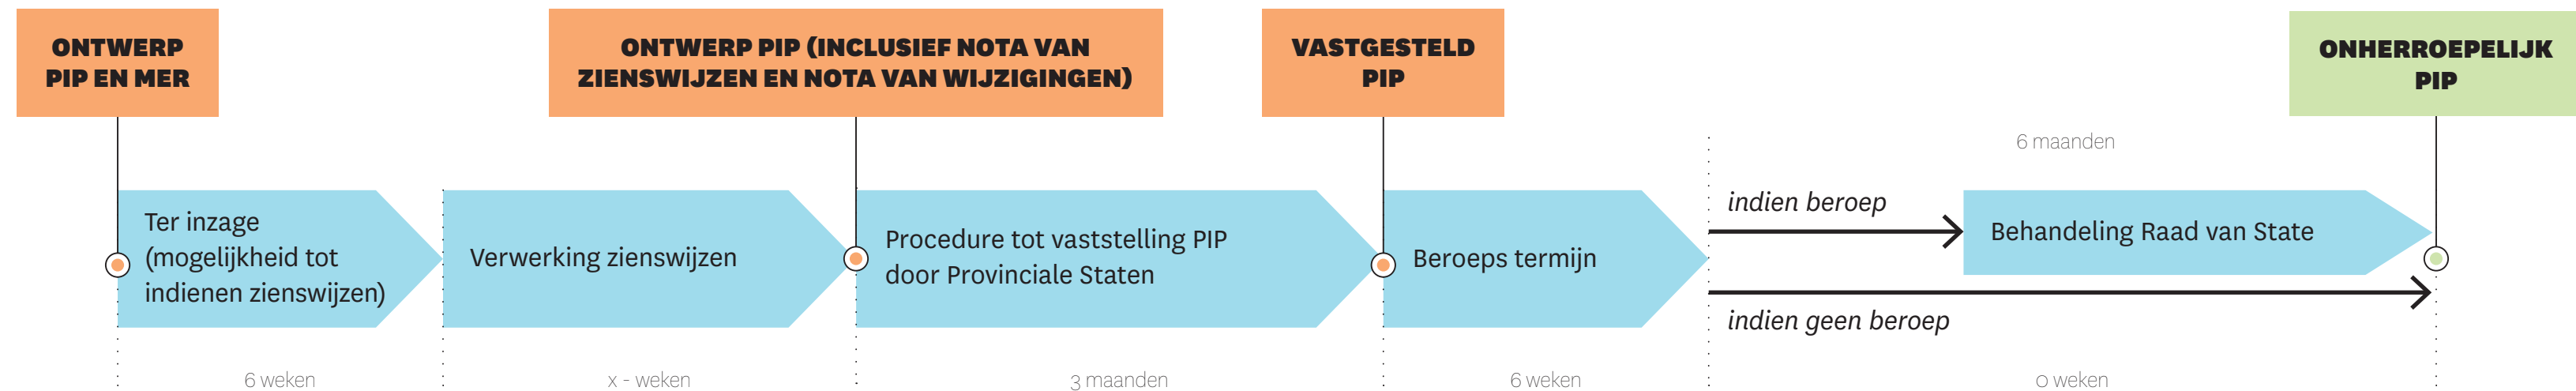 ONTWERP
PIP EN MER
ONTWERP PIP (INCLUSIEF NOTA VAN
ZIENSWIJZEN EN NOTA VAN WIJZIGINGEN)
VASTGESTELD
PIP
ONHERROEPELIJK
PIP
6 maanden
Ter inzage
(mogelijkheid tot
indienen zienswijzen)
Verwerking zienswijzen
Procedure tot vaststelling PIP
door Provinciale Staten
Beroeps termijn
indien beroep
Behandeling Raad van State
indien geen beroep
6 weken
x - weken
3 maanden
6 weken
0 weken